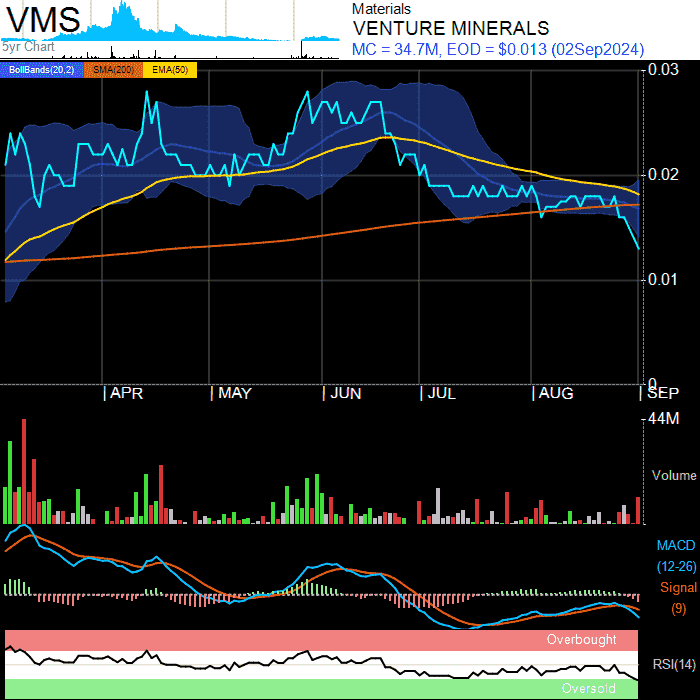 VMS
5yr Chart
Materials
VENTURE MINERALS
MC = 34.7M, EOD = $0.013 (02Sep2024)
BollBands(20,2) SMA(200) EMA(50)
0.03
0.02
0.01
0
| APR | MAY | JUN | JUL | AUG | SEP
44M
Volume
MACD
(12-26)
Signal
(9)
Overbought
RSI(14)
Oversold